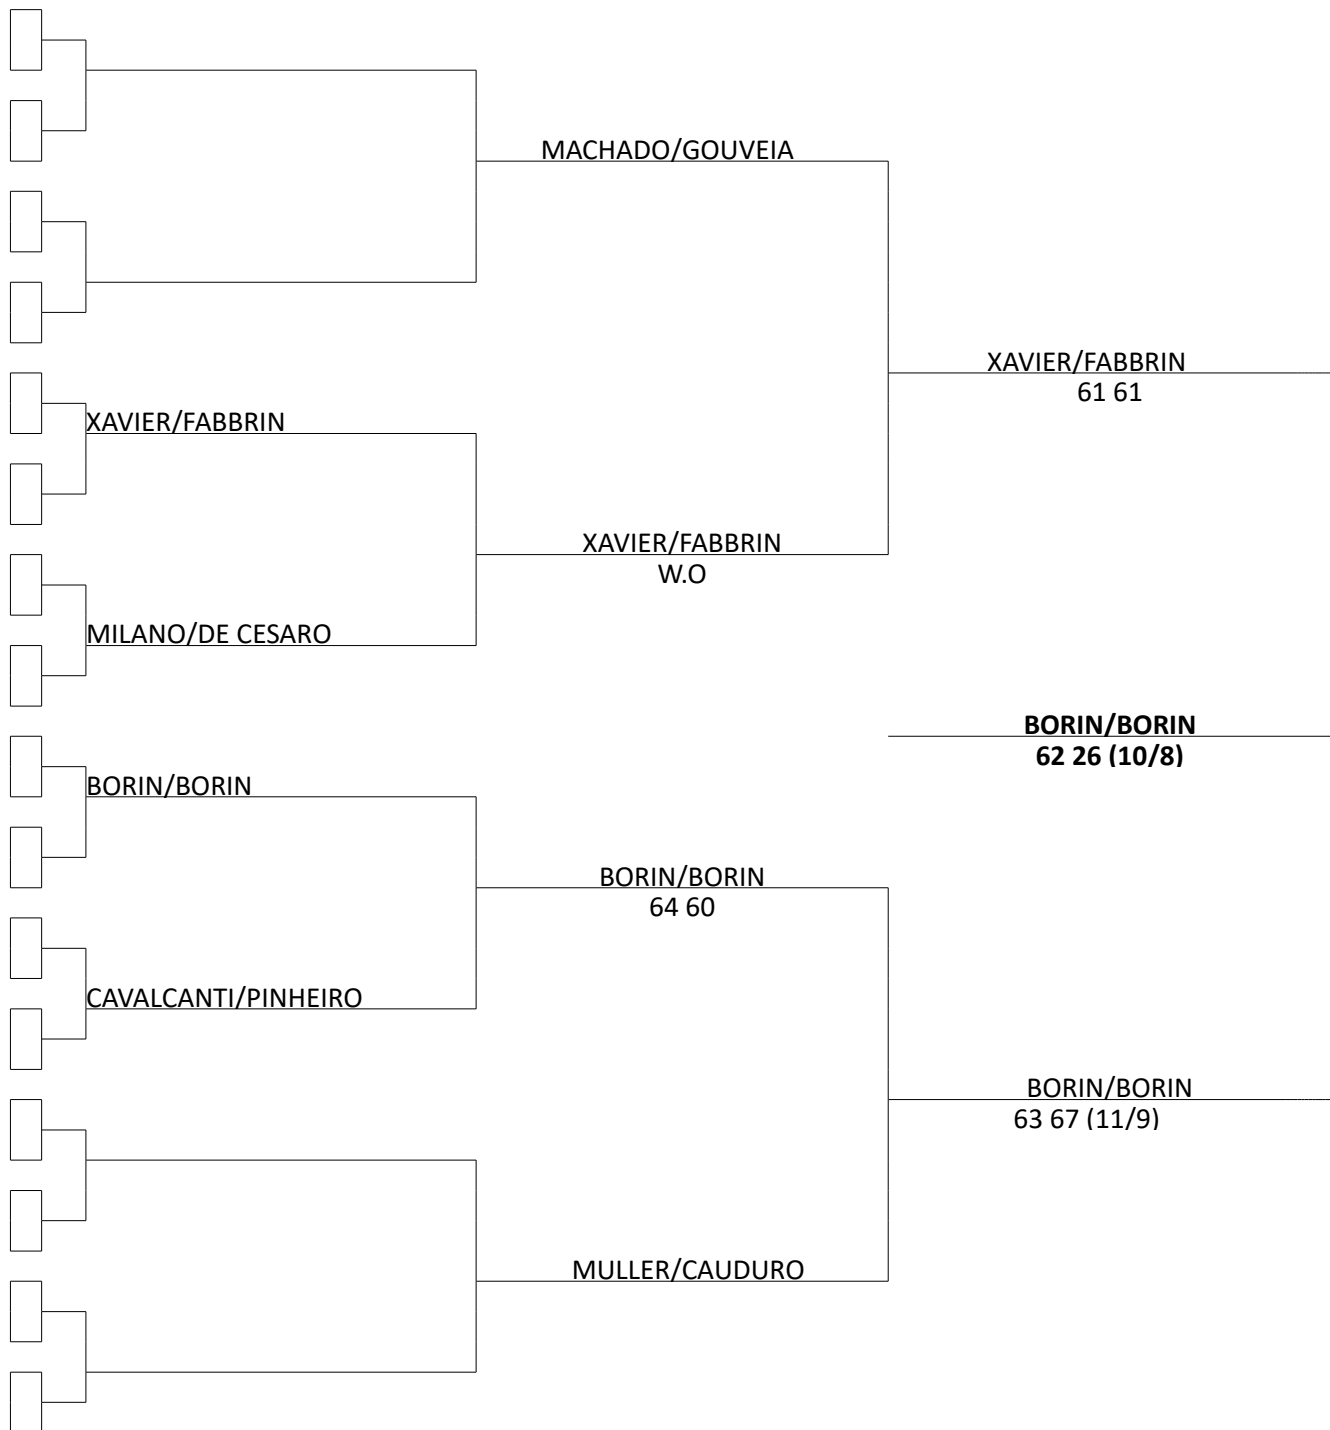 MACHADO/GOUVEIA
XAVIER/FABBRIN
61 61
XAVIER/FABBRIN
XAVIER/FABBRIN
W.O
MILANO/DE CESARO
BORIN/BORIN
62 26 (10/8)
BORIN/BORIN
BORIN/BORIN
64 60
CAVALCANTI/PINHEIRO
BORIN/BORIN
63 67 (11/9)
MULLER/CAUDURO